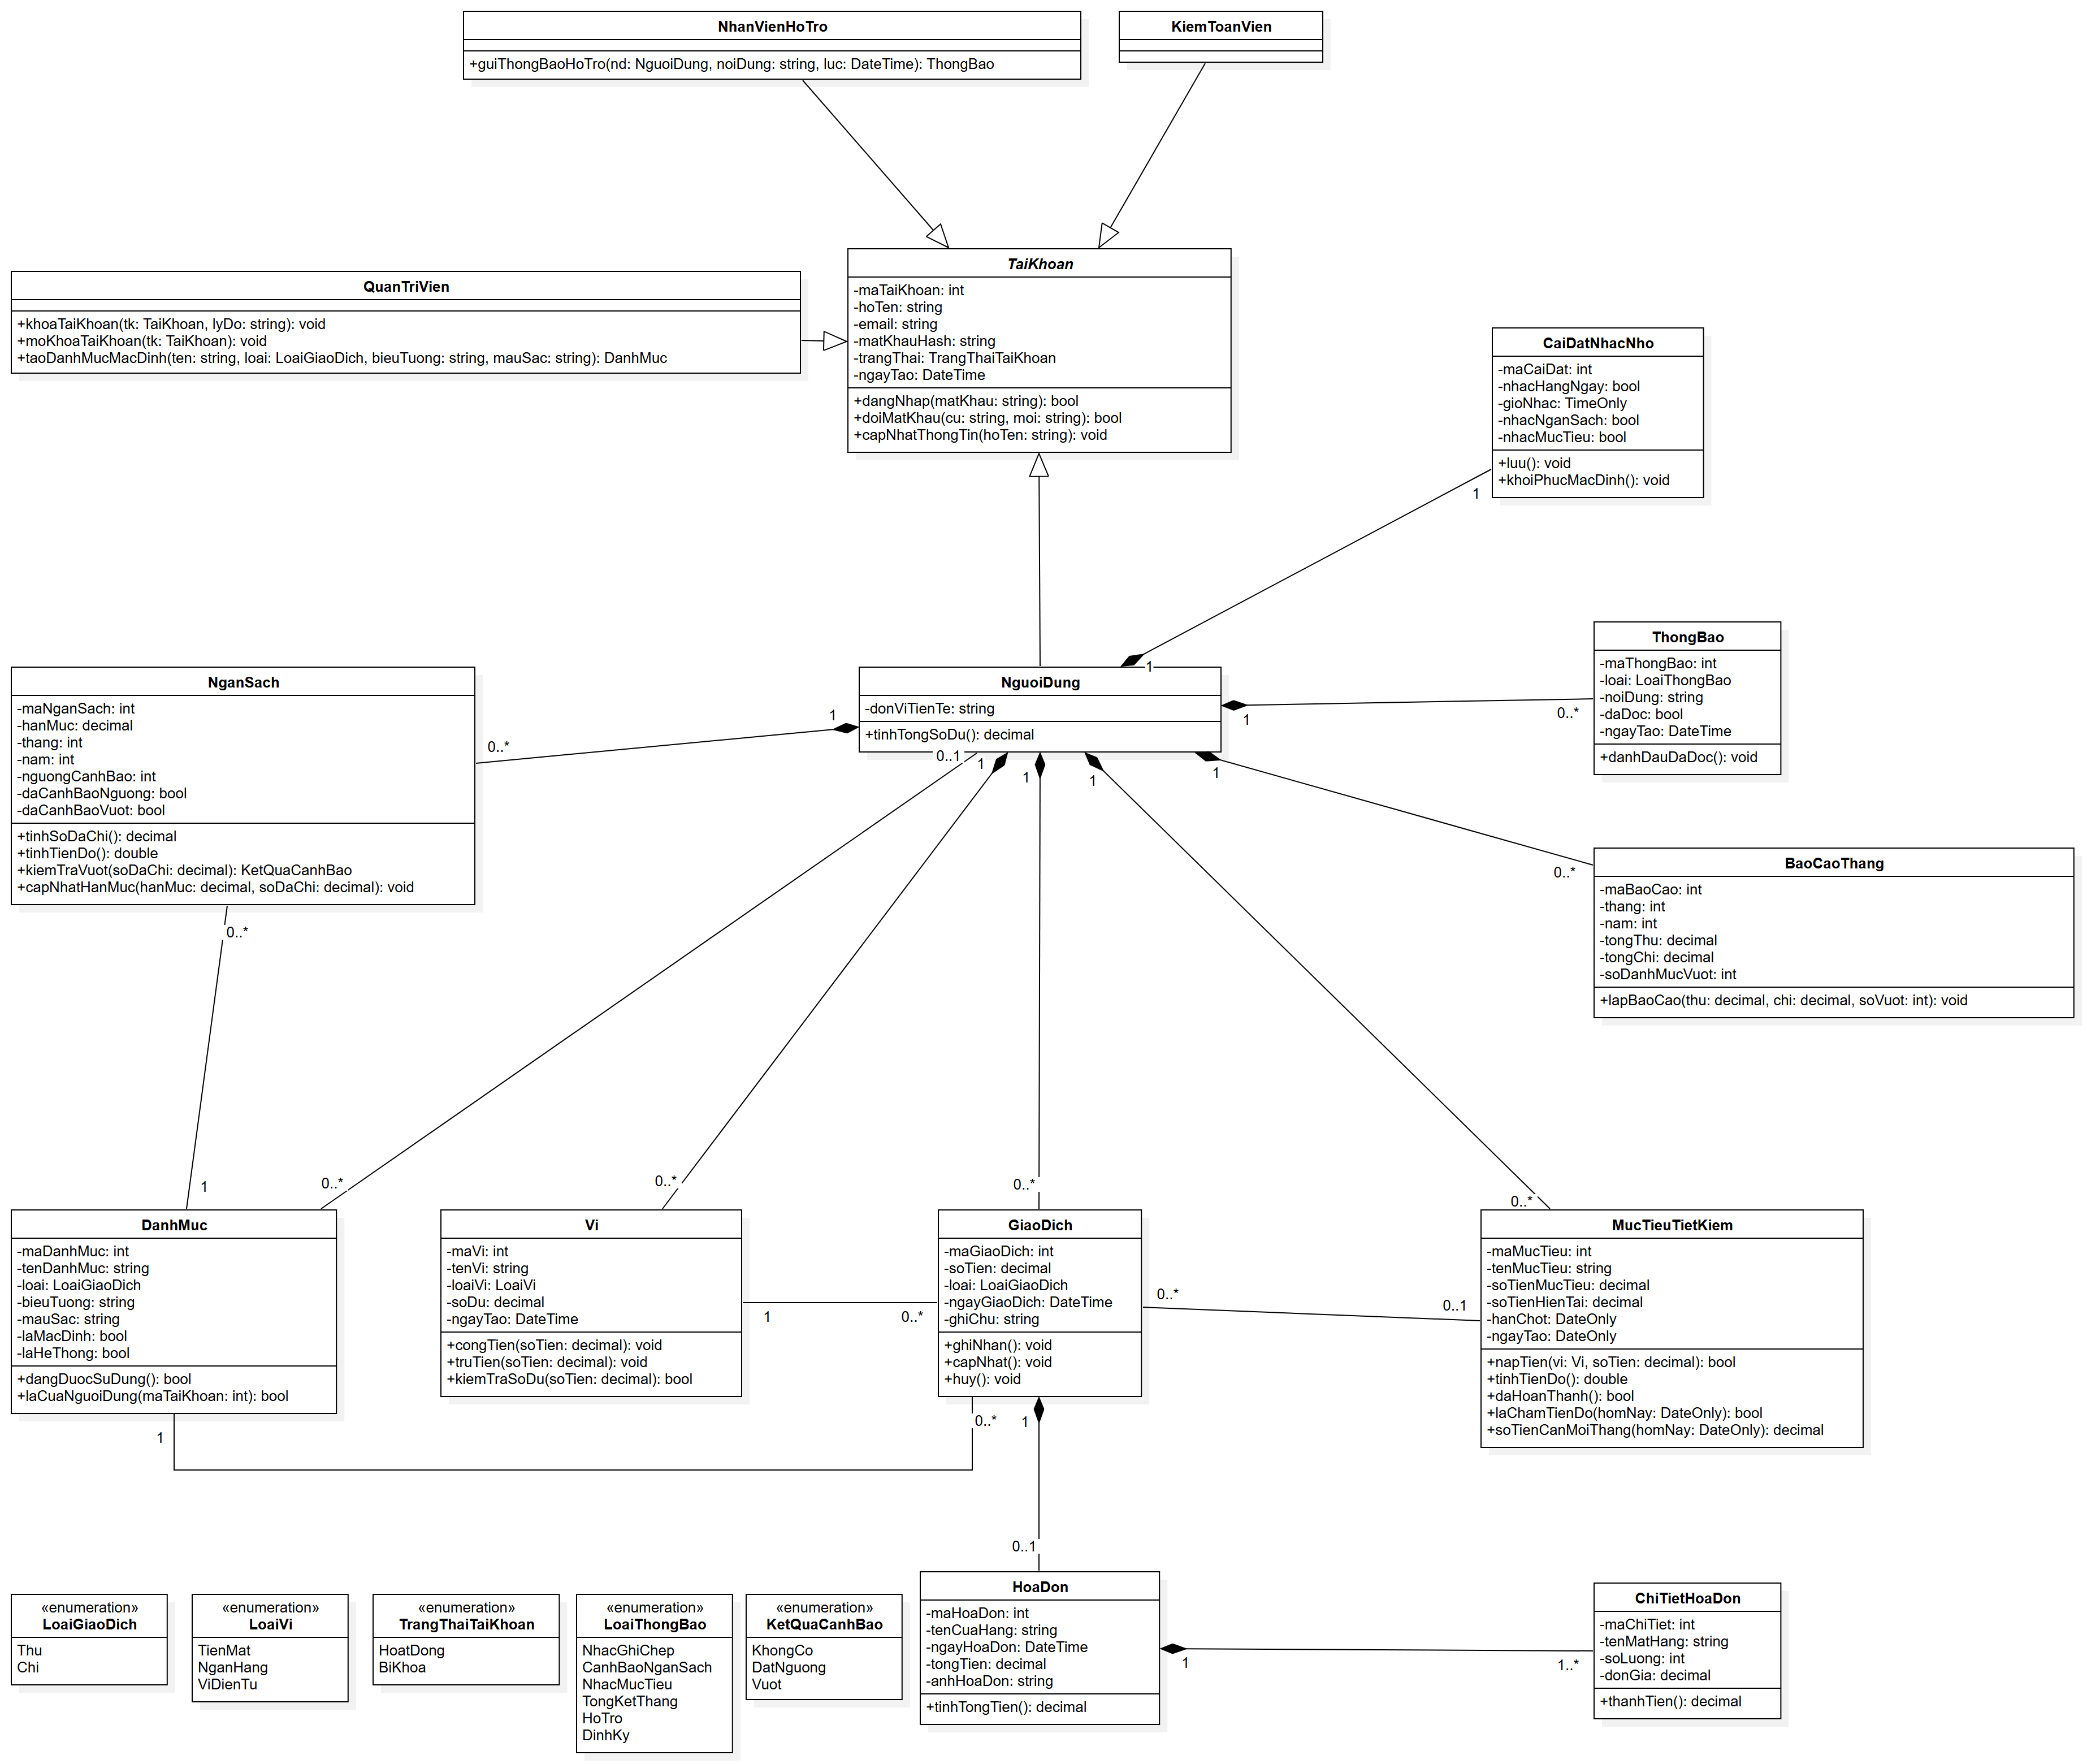 NhanVienHoTro
+guiThongBaoHoTro(nd: NguoiDung, noiDung: string, luc: DateTime): ThongBao
KiemToanVien
TaiKhoan
-maTaiKhoan: int
-hoTen: string
-email: string
-matKhauHash: string
-trangThai: TrangThaiTaiKhoan
-ngayTao: DateTime
+dangNhap(matKhau: string): bool
+doiMatKhau(cu: string, moi: string): bool
+capNhatThongTin(hoTen: string): void
QuanTriVien
+khoaTaiKhoan(tk: TaiKhoan, lyDo: string): void
+moKhoaTaiKhoan(tk: TaiKhoan): void
+taoDanhMucMacDinh(ten: string, loai: LoaiGiaoDich, bieuTuong: string, mauSac: string): DanhMuc
CaiDatNhacNho
-maCaiDat: int
-nhacHangNgay: bool
-gioNhac: TimeOnly
-nhacNganSach: bool
-nhacMucTieu: bool
+luu(): void
+khoiPhucMacDinh(): void
1
1
ThongBao
-maThongBao: int
-loai: LoaiThongBao
-noiDung: string
-daDoc: bool
-ngayTao: DateTime
+danhDauDaDoc(): void
NguoiDung
-donViTienTe: string
+tinhTongSoDu(): decimal
1
0..*
1
0..*
NganSach
-maNganSach: int
-hanMuc: decimal
-thang: int
-nam: int
-nguongCanhBao: int
-daCanhBaoNguong: bool
-daCanhBaoVuot: bool
+tinhSoDaChi(): decimal
+tinhTienDo(): double
+kiemTraVuot(soDaChi: decimal): KetQuaCanhBao
+capNhatHanMuc(hanMuc: decimal, soDaChi: decimal): void
0..1
1
1
1
1
0..*
BaoCaoThang
-maBaoCao: int
-thang: int
-nam: int
-tongThu: decimal
-tongChi: decimal
-soDanhMucVuot: int
+lapBaoCao(thu: decimal, chi: decimal, soVuot: int): void
0..*
1
0..*
0..*
0..*
0..*
DanhMuc
-maDanhMuc: int
-tenDanhMuc: string
-loai: LoaiGiaoDich
-bieuTuong: string
-mauSac: string
-laMacDinh: bool
-laHeThong: bool
+dangDuocSuDung(): bool
+laCuaNguoiDung(maTaiKhoan: int): bool
Vi
-maVi: int
-tenVi: string
-loaiVi: LoaiVi
-soDu: decimal
-ngayTao: DateTime
+congTien(soTien: decimal): void
+truTien(soTien: decimal): void
+kiemTraSoDu(soTien: decimal): bool
1
0..*
GiaoDich
-maGiaoDich: int
-soTien: decimal
-loai: LoaiGiaoDich
-ngayGiaoDich: DateTime
-ghiChu: string
+ghiNhan(): void
+capNhat(): void
+huy(): void
0..*
0..1
MucTieuTietKiem
-maMucTieu: int
-tenMucTieu: string
-soTienMucTieu: decimal
-soTienHienTai: decimal
-hanChot: DateOnly
-ngayTao: DateOnly
+napTien(vi: Vi, soTien: decimal): bool
+tinhTienDo(): double
+daHoanThanh(): bool
+laChamTienDo(homNay: DateOnly): bool
+soTienCanMoiThang(homNay: DateOnly): decimal
1
0..*
1
0..1
«enumeration»
LoaiGiaoDich
Thu
Chi
«enumeration»
LoaiVi
TienMat
NganHang
ViDienTu
«enumeration»
TrangThaiTaiKhoan
HoatDong
BiKhoa
«enumeration»
LoaiThongBao
NhacGhiChep
CanhBaoNganSach
NhacMucTieu
TongKetThang
HoTro
DinhKy
«enumeration»
KetQuaCanhBao
KhongCo
DatNguong
Vuot
HoaDon
-maHoaDon: int
-tenCuaHang: string
-ngayHoaDon: DateTime
-tongTien: decimal
-anhHoaDon: string
+tinhTongTien(): decimal
1
1..*
ChiTietHoaDon
-maChiTiet: int
-tenMatHang: string
-soLuong: int
-donGia: decimal
+thanhTien(): decimal